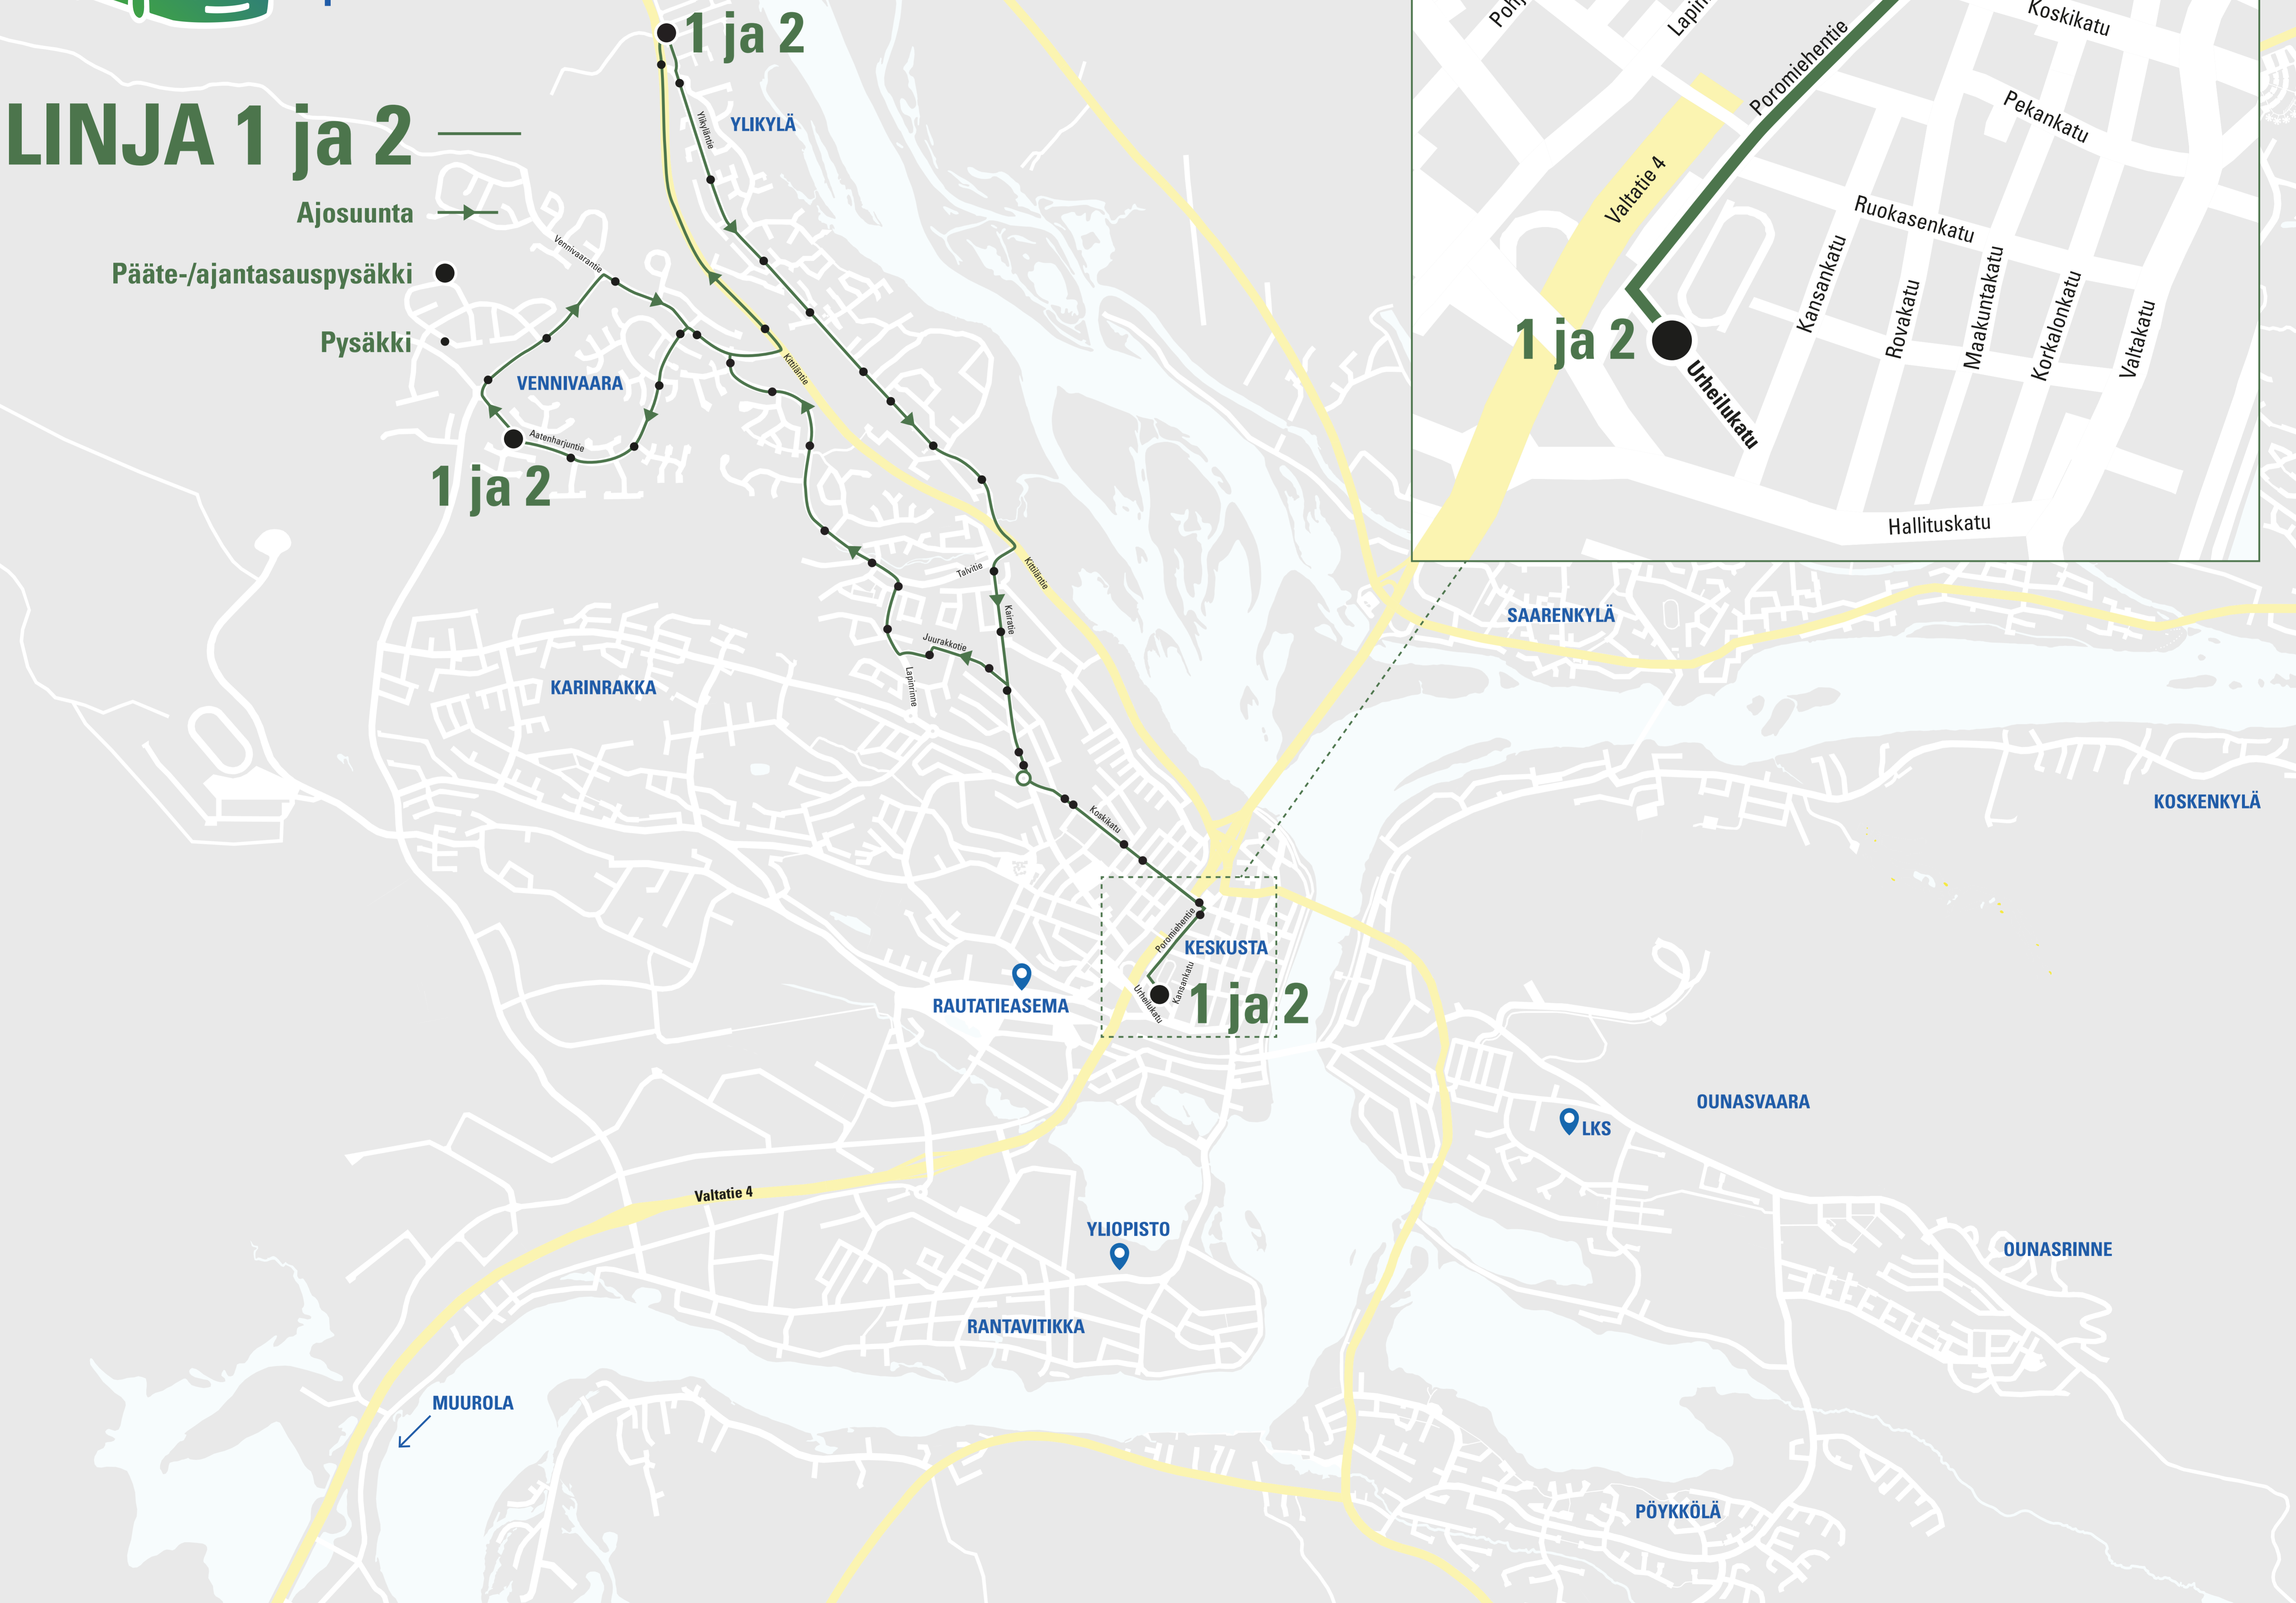 1 ja 2
LINJA 1 ja 2
Ajosuunta
Pääte-/ajantasauspysäkki
Pysäkki
YLIKYLÄ
Ylikyläntie
Vennivaarantie
VENNIVAARA
Aatenharjuntie
1 ja 2
Kittiläntie
Kittiläntie
Talvitie
Kairatie
Juurakkotie
Lapinrinne
KARINRAKKA
Koskikatu
Poromiehentie
KESKUSTA
Kansankatu
Urheilukatu
1 ja 2
RAUTATIEASEMA
Koskikatu
Poromiehentie
Pekankatu
Valtatie 4
Ruokasenkatu
Kansankatu
Rovakatu
Maakuntakatu
Korkalonkatu
Valtakatu
1 ja 2
Urheilukatu
Hallituskatu
SAARENKYLÄ
KOSKENKYLÄ
OUNASVAARA
LKS
Valtatie 4
YLIOPISTO
OUNASRINNE
RANTAVITIKKA
MUUROLA
PÖYKKÖLÄ